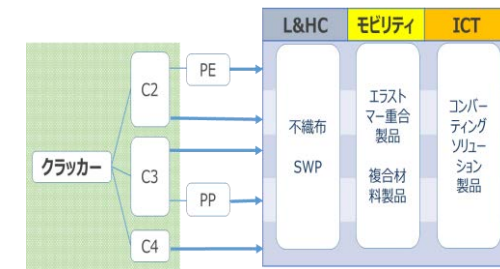 L&HC
モビリティ
ICT
クラッカー
C2
C3
C4
PE
PP
不織布
SWP
エラスト
マー重合
製品
複合材
料製品
コンバー
ティング
ソリュー
ション
製品